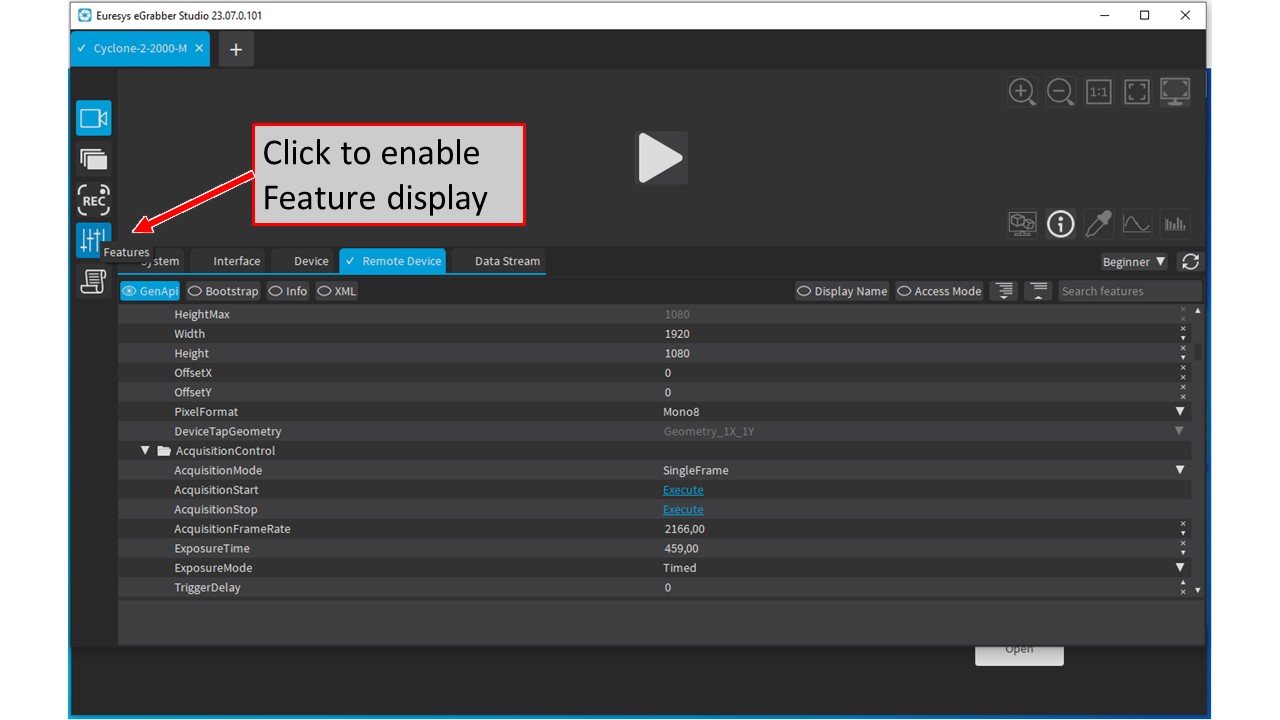 Euresys eGrabber Studio 23.07.0.101
Cyclone-2-2000-M
1:1
Click to enable
Feature display
REC
Features
stem
Interface
Device
Remote Device
Data Stream
Beginner
GenApi
Bootstrap
Info
XML
Display Name
Access Mode
Search features
HeightMax 1080
Width 1920
Height 1080
OffsetX 0
OffsetY 0
PixelFormat Mono8
DeviceTapGeometry Geometry_1X_1Y
AcquisitionControl
AcquisitionMode SingleFrame
AcquisitionStart Execute
AcquisitionStop Execute
AcquisitionFrameRate 2166,00
ExposureTime 459,00
ExposureMode Timed
TriggerDelay 0
Open